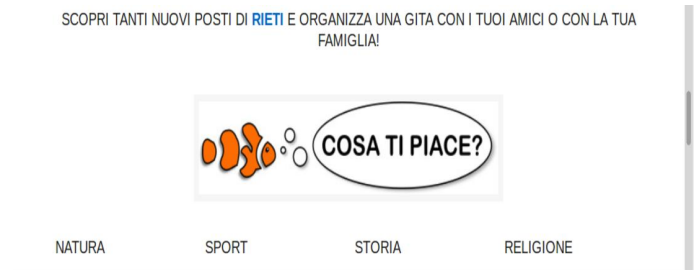 SCOPRI TANTI NUOVI POSTI DI RIETI E ORGANIZZA UNA GITA CON I TUOI AMICI O CON LA TUA
FAMIGLIA!
COSA TI PIACE?
NATURA SPORT STORIA RELIGIONE